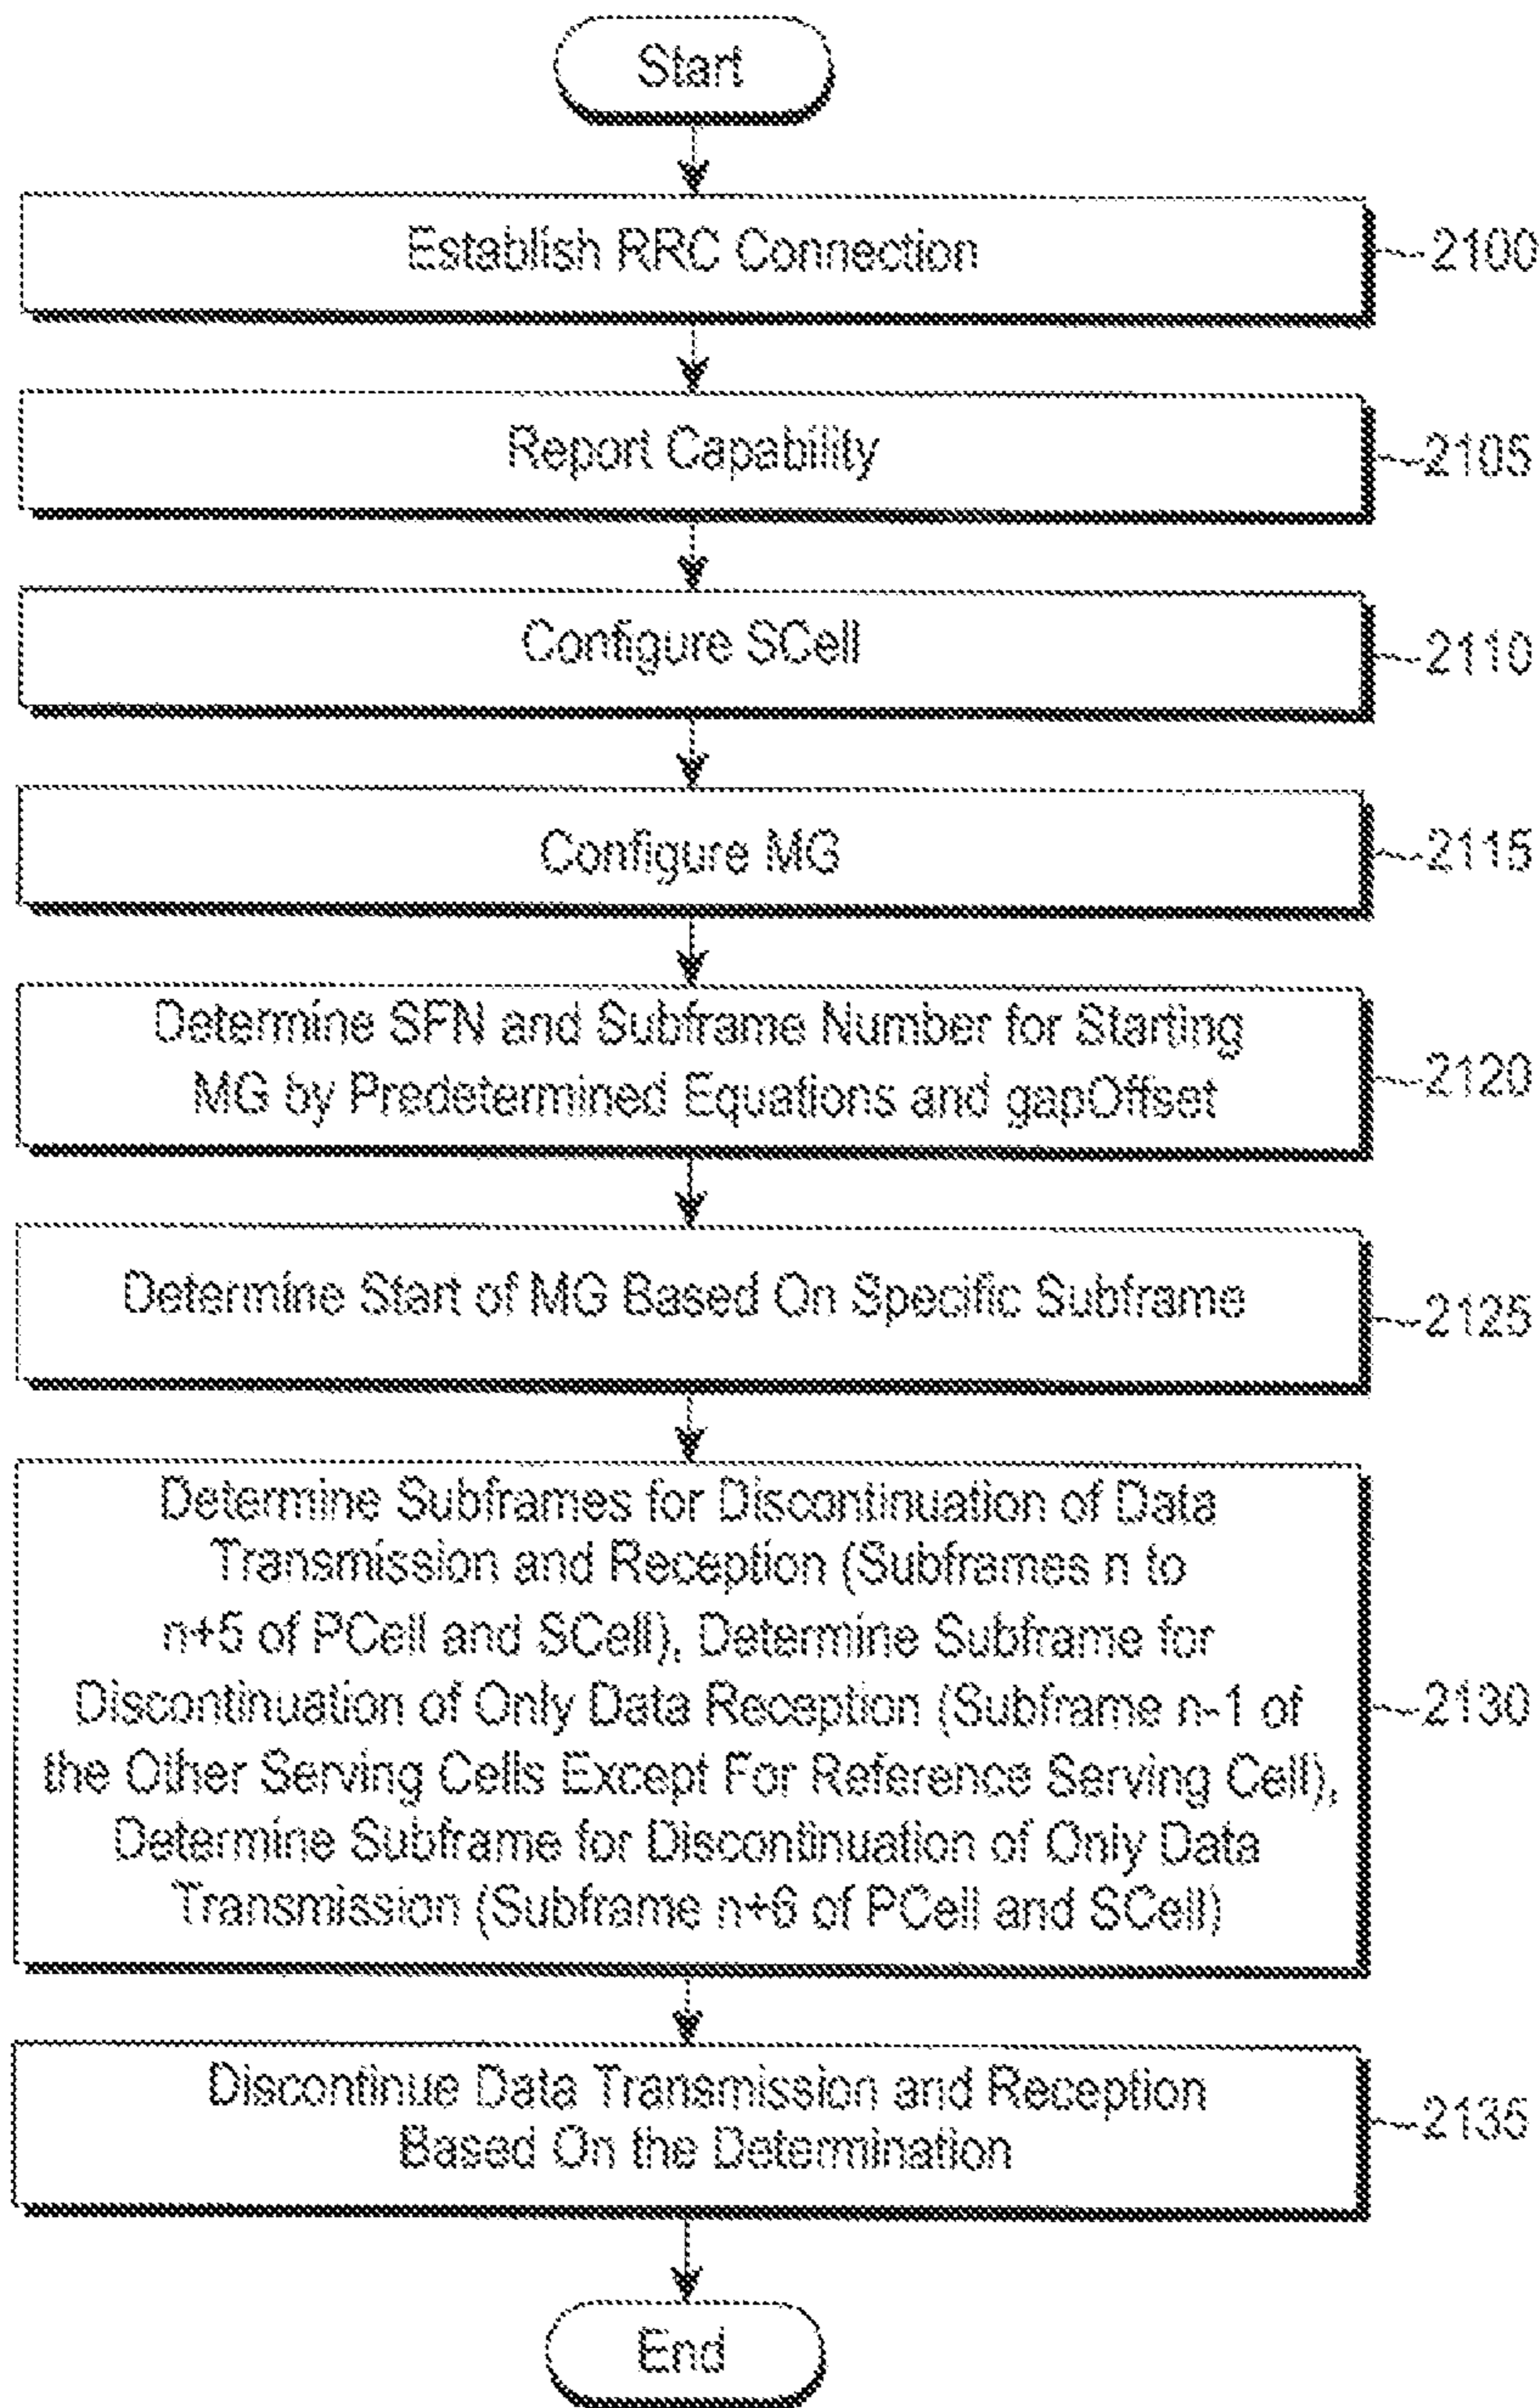 Start
Establish RRC Connection
2100
Report Capability
2105
Configure SCell
2110
Configure MG
2115
Determine SFN and Subframe Number for Starting
MG by Predetermined Equations and gapOffset
2120
Determine Start of MG Based On Specific Subframe
2125
Determine Subframes for Discontinuation of Data
Transmission and Reception (Subframes n to
n+5 of PCell and SCell), Determine Subframe for
Discontinuation of Only Data Reception (Subframe n-1 of
the Other Serving Cells Except For Reference Serving Cell),
Determine Subframe for Discontinuation of Only Data
Transmission (Subframe n+6 of PCell and SCell)
2130
Discontinue Data Transmission and Reception
Based On the Determination
2135
End